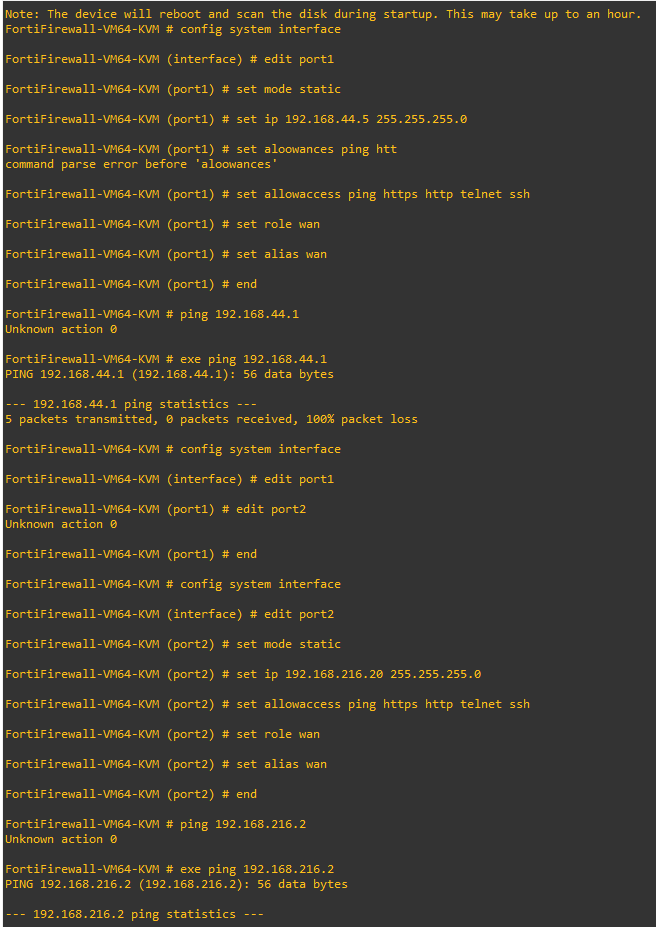 Note: The device will reboot and scan the disk during startup. This may take up to an hour.
FortiFirewall-VM64-KVM # config system interface
FortiFirewall-VM64-KVM (interface) # edit port1
FortiFirewall-VM64-KVM (port1) # set mode static
FortiFirewall-VM64-KVM (port1) # set ip 192.168.44.5 255.255.255.0
FortiFirewall-VM64-KVM (port1) # set aloowances ping htt
command parse error before 'aloowances'
FortiFirewall-VM64-KVM (port1) # set allowaccess ping https http telnet ssh
FortiFirewall-VM64-KVM (port1) # set role wan
FortiFirewall-VM64-KVM (port1) # set alias wan
FortiFirewall-VM64-KVM (port1) # end
FortiFirewall-VM64-KVM # ping 192.168.44.1
Unknown action 0
FortiFirewall-VM64-KVM # exe ping 192.168.44.1
PING 192.168.44.1 (192.168.44.1): 56 data bytes
--- 192.168.44.1 ping statistics ---
5 packets transmitted, 0 packets received, 100% packet loss
FortiFirewall-VM64-KVM # config system interface
FortiFirewall-VM64-KVM (interface) # edit port1
FortiFirewall-VM64-KVM (port1) # edit port2
Unknown action 0
FortiFirewall-VM64-KVM (port1) # end
FortiFirewall-VM64-KVM # config system interface
FortiFirewall-VM64-KVM (interface) # edit port2
FortiFirewall-VM64-KVM (port2) # set mode static
FortiFirewall-VM64-KVM (port2) # set ip 192.168.216.20 255.255.255.0
FortiFirewall-VM64-KVM (port2) # set allowaccess ping https http telnet ssh
FortiFirewall-VM64-KVM (port2) # set role wan
FortiFirewall-VM64-KVM (port2) # set alias wan
FortiFirewall-VM64-KVM (port2) # end
FortiFirewall-VM64-KVM # ping 192.168.216.2
Unknown action 0
FortiFirewall-VM64-KVM # exe ping 192.168.216.2
PING 192.168.216.2 (192.168.216.2): 56 data bytes
--- 192.168.216.2 ping statistics ---